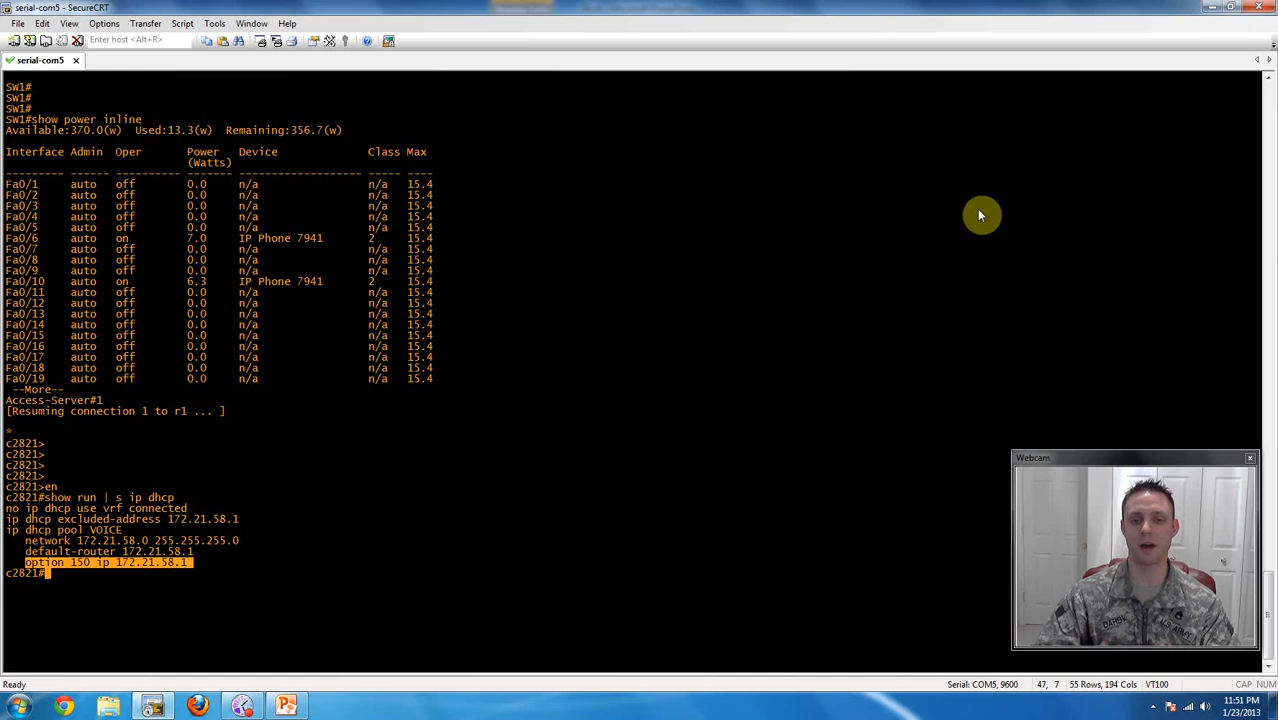 serial-com5 - SecureCRT
File Edit View Options Transfer Script Tools Window Help
Enter host <Alt+R>
serial-com5
SW1#
SW1#
SW1#
SW1#show power inline
Available:370.0(w)  Used:13.3(w)  Remaining:356.7(w)
Interface Admin Oper Power Device Class Max
(Watts)
--------- ------ ---------- ------- ------------------- ----- ----
Fa0/1 auto off 0.0 n/a n/a 15.4
Fa0/2 auto off 0.0 n/a n/a 15.4
Fa0/3 auto off 0.0 n/a n/a 15.4
Fa0/4 auto off 0.0 n/a n/a 15.4
Fa0/5 auto off 0.0 n/a n/a 15.4
Fa0/6 auto on 7.0 IP Phone 7941 2 15.4
Fa0/7 auto off 0.0 n/a n/a 15.4
Fa0/8 auto off 0.0 n/a n/a 15.4
Fa0/9 auto off 0.0 n/a n/a 15.4
Fa0/10 auto on 6.3 IP Phone 7941 2 15.4
Fa0/11 auto off 0.0 n/a n/a 15.4
Fa0/12 auto off 0.0 n/a n/a 15.4
Fa0/13 auto off 0.0 n/a n/a 15.4
Fa0/14 auto off 0.0 n/a n/a 15.4
Fa0/15 auto off 0.0 n/a n/a 15.4
Fa0/16 auto off 0.0 n/a n/a 15.4
Fa0/17 auto off 0.0 n/a n/a 15.4
Fa0/18 auto off 0.0 n/a n/a 15.4
Fa0/19 auto off 0.0 n/a n/a 15.4
--More--
Access-Server#1
[Resuming connection 1 to r1 ... ]
*
c2821>
c2821>
c2821>
c2821>
c2821>en
c2821#show run | s ip dhcp
no ip dhcp use vrf connected
ip dhcp excluded-address 172.21.58.1
ip dhcp pool VOICE
network 172.21.58.0 255.255.255.0
default-router 172.21.58.1
option 150 ip 172.21.58.1
c2821#
Webcam
DARBY
U.S. ARMY
Ready
Serial: COM5, 9600 47, 7 55 Rows, 194 Cols VT100 CAP NUM
11:51 PM
1/23/2013